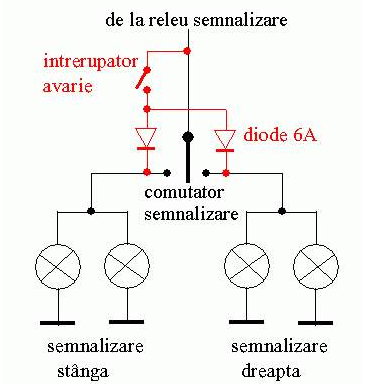 de la releu semnalizare
intrerupator
avarie
diode 6A
comutator
semnalizare
semnalizare
stânga
semnalizare
dreapta